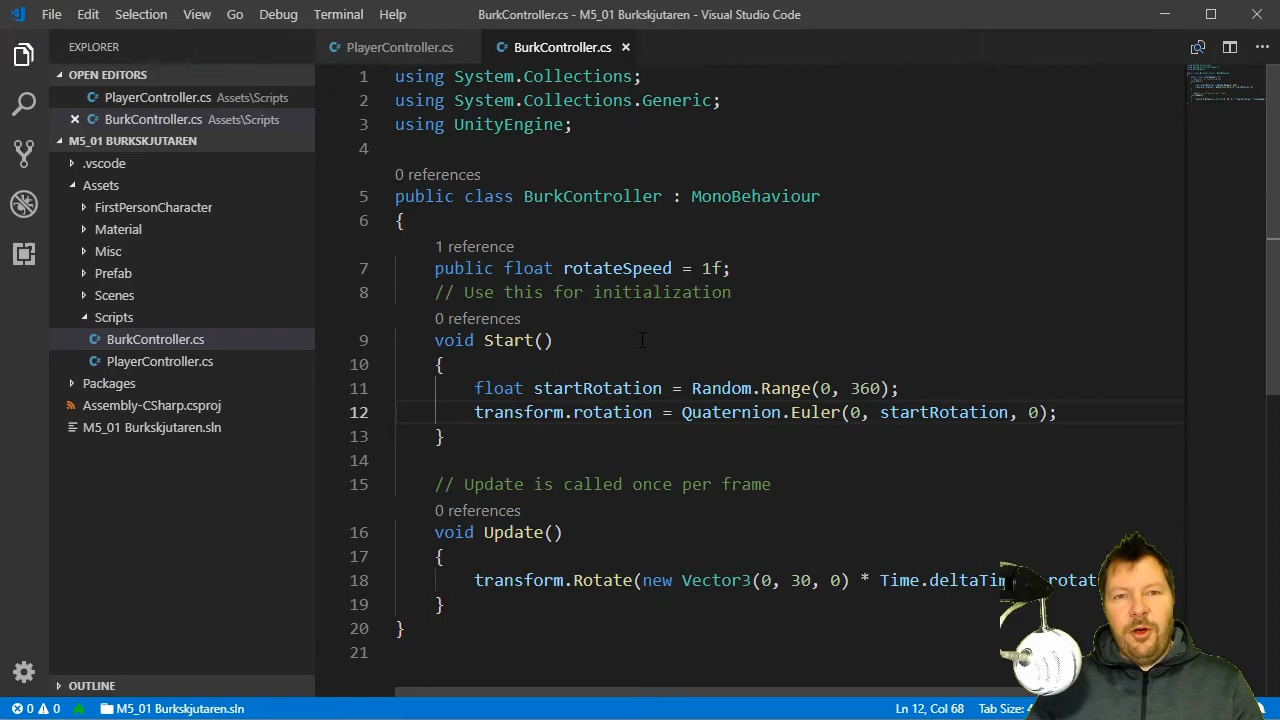 File Edit Selection View Go Debug Terminal Help BurkController.cs - M5_01 Burkskjutaren - Visual Studio Code
EXPLORER
OPEN EDITORS
PlayerController.cs Assets\Scripts
BurkController.cs Assets\Scripts
M5_01 BURKSKJUTAREN
.vscode
Assets
FirstPersonCharacter
Material
Misc
Prefab
Scenes
Scripts
BurkController.cs
PlayerController.cs
Packages
Assembly-CSharp.csproj
M5_01 Burkskjutaren.sln
OUTLINE
PlayerController.cs BurkController.cs
1 using System.Collections;
2 using System.Collections.Generic;
3 using UnityEngine;
4
0 references
5 public class BurkController : MonoBehaviour
6 {
1 reference
7 public float rotateSpeed = 1f;
8 // Use this for initialization
0 references
9 void Start()
10 {
11 float startRotation = Random.Range(0, 360);
12 transform.rotation = Quaternion.Euler(0, startRotation, 0);
13 }
14
15 // Update is called once per frame
0 references
16 void Update()
17 {
18 transform.Rotate(new Vector3(0, 30, 0) * Time.
19 }
20 }
21
0 0 M5_01 Burkskjutaren.sln Ln 12, Col 68 Tab Size: